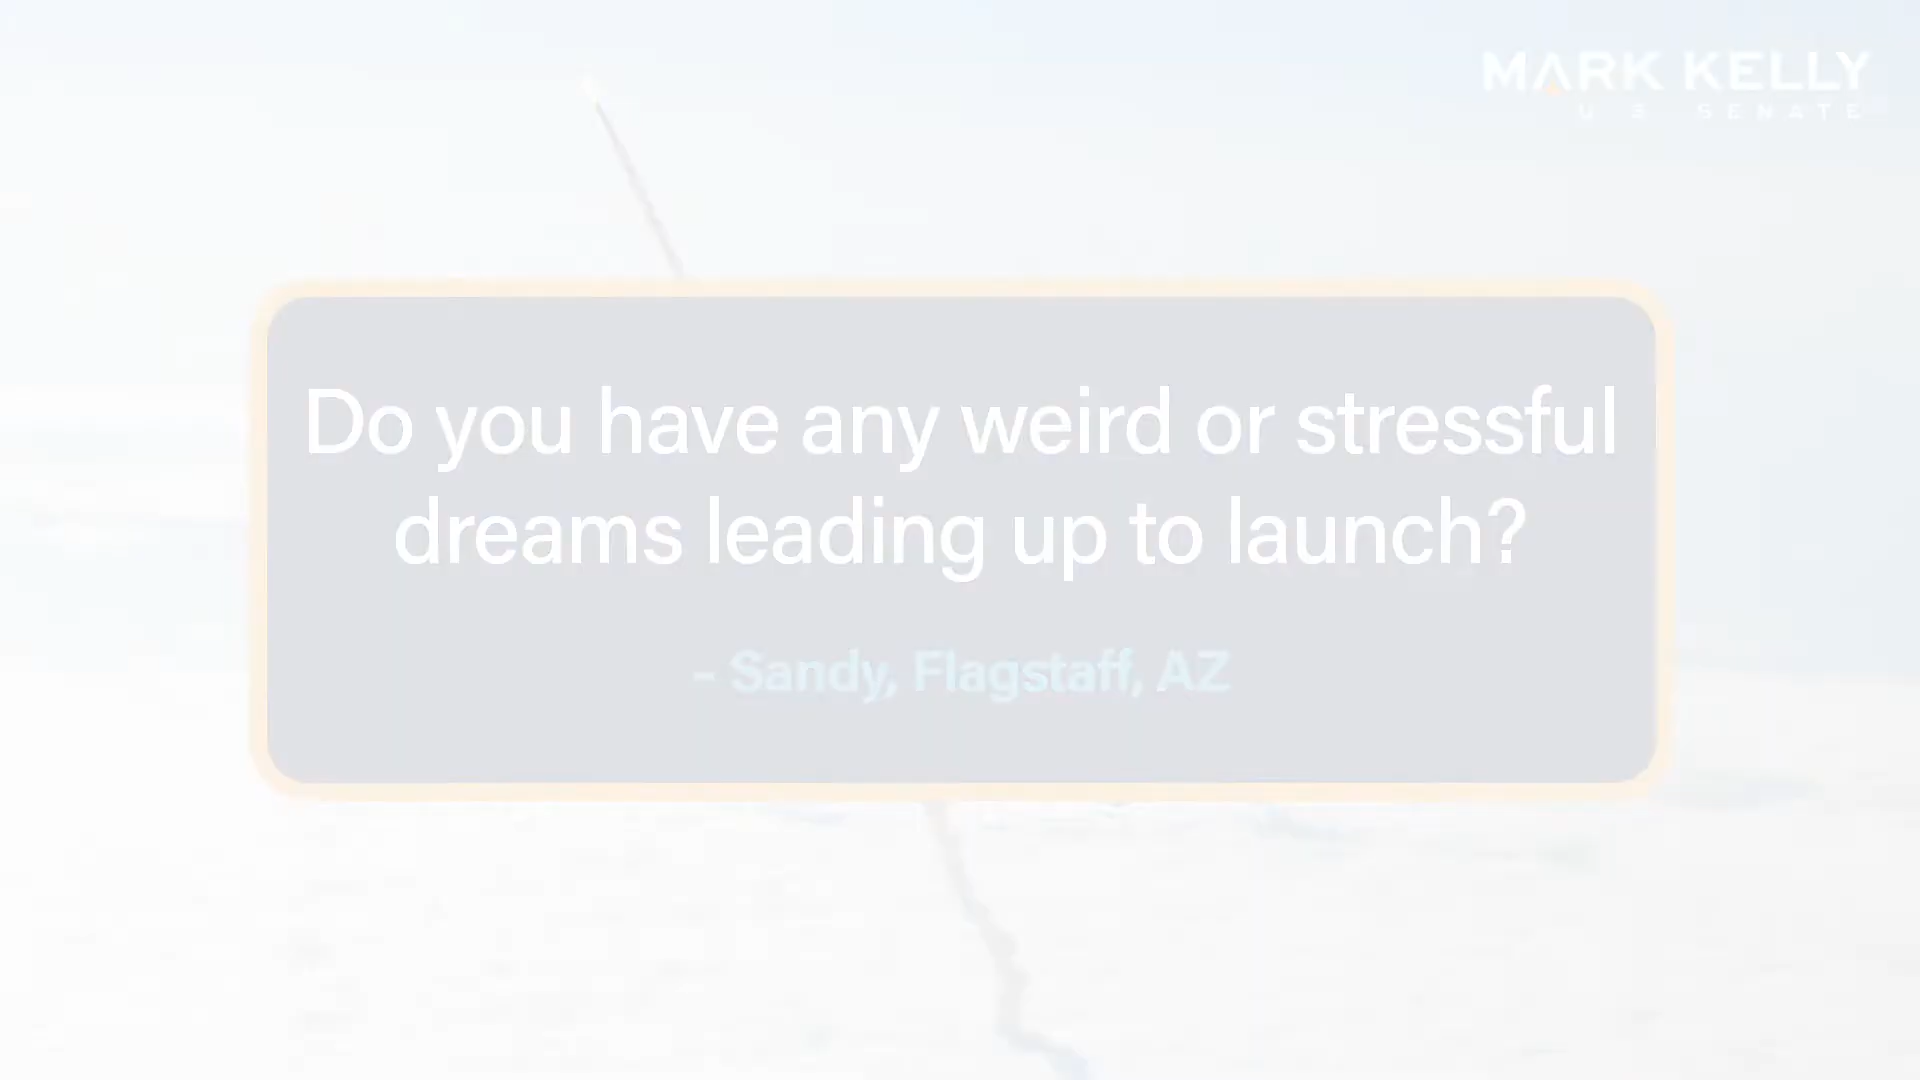 MARK KELLY
U S SENATE
Do you have any weird or stressful
dreams leading up to launch?
– Sandy, Flagstaff, AZ